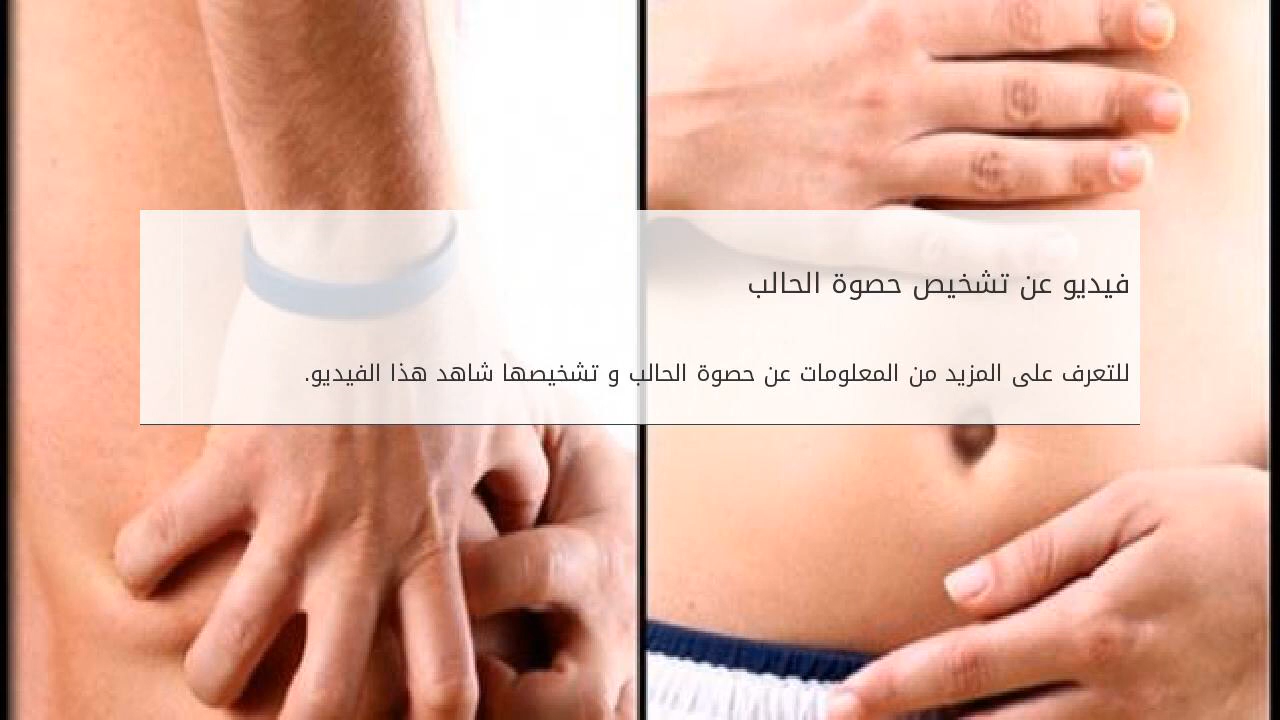 فيديو عن تشخيص حصوة الحالب
للتعرف على المزيد من المعلومات عن حصوة الحالب و تشخيصها شاهد هذا الفيديو.